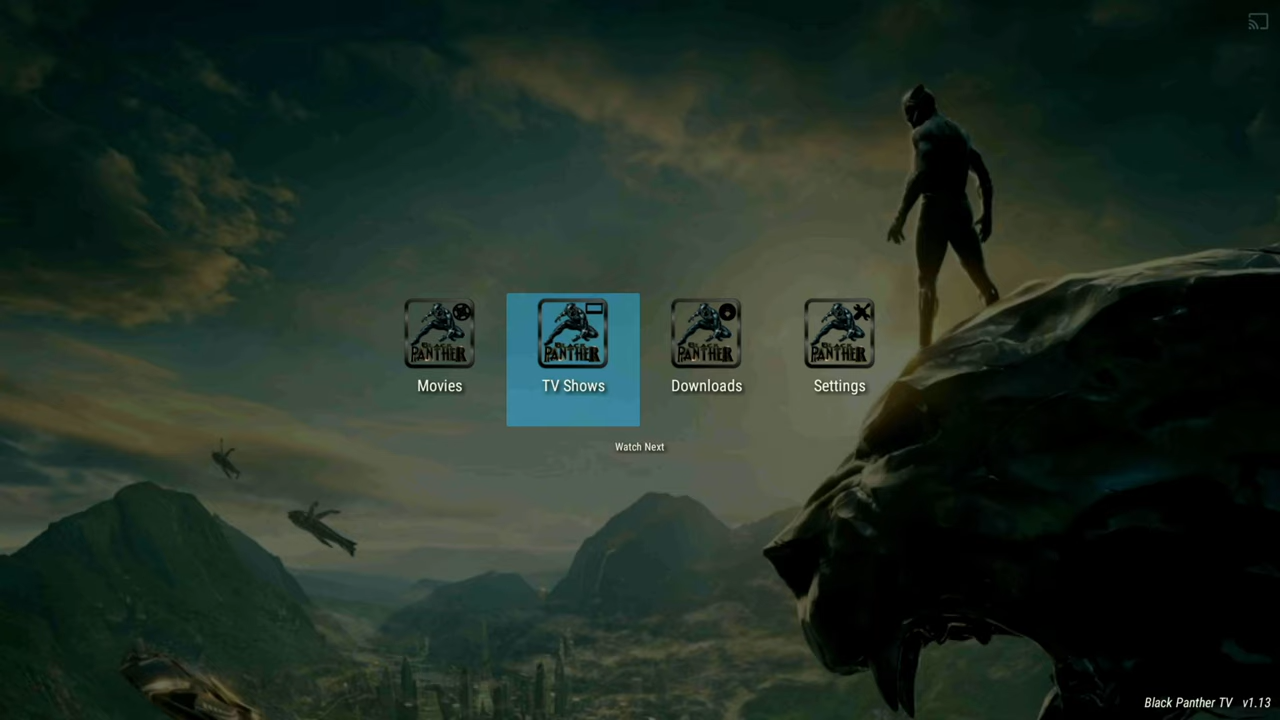 PANTHER PANTHER PANTHER PANTHER
Movies TV Shows Downloads Settings
Watch Next
Black Panther TV v1.13